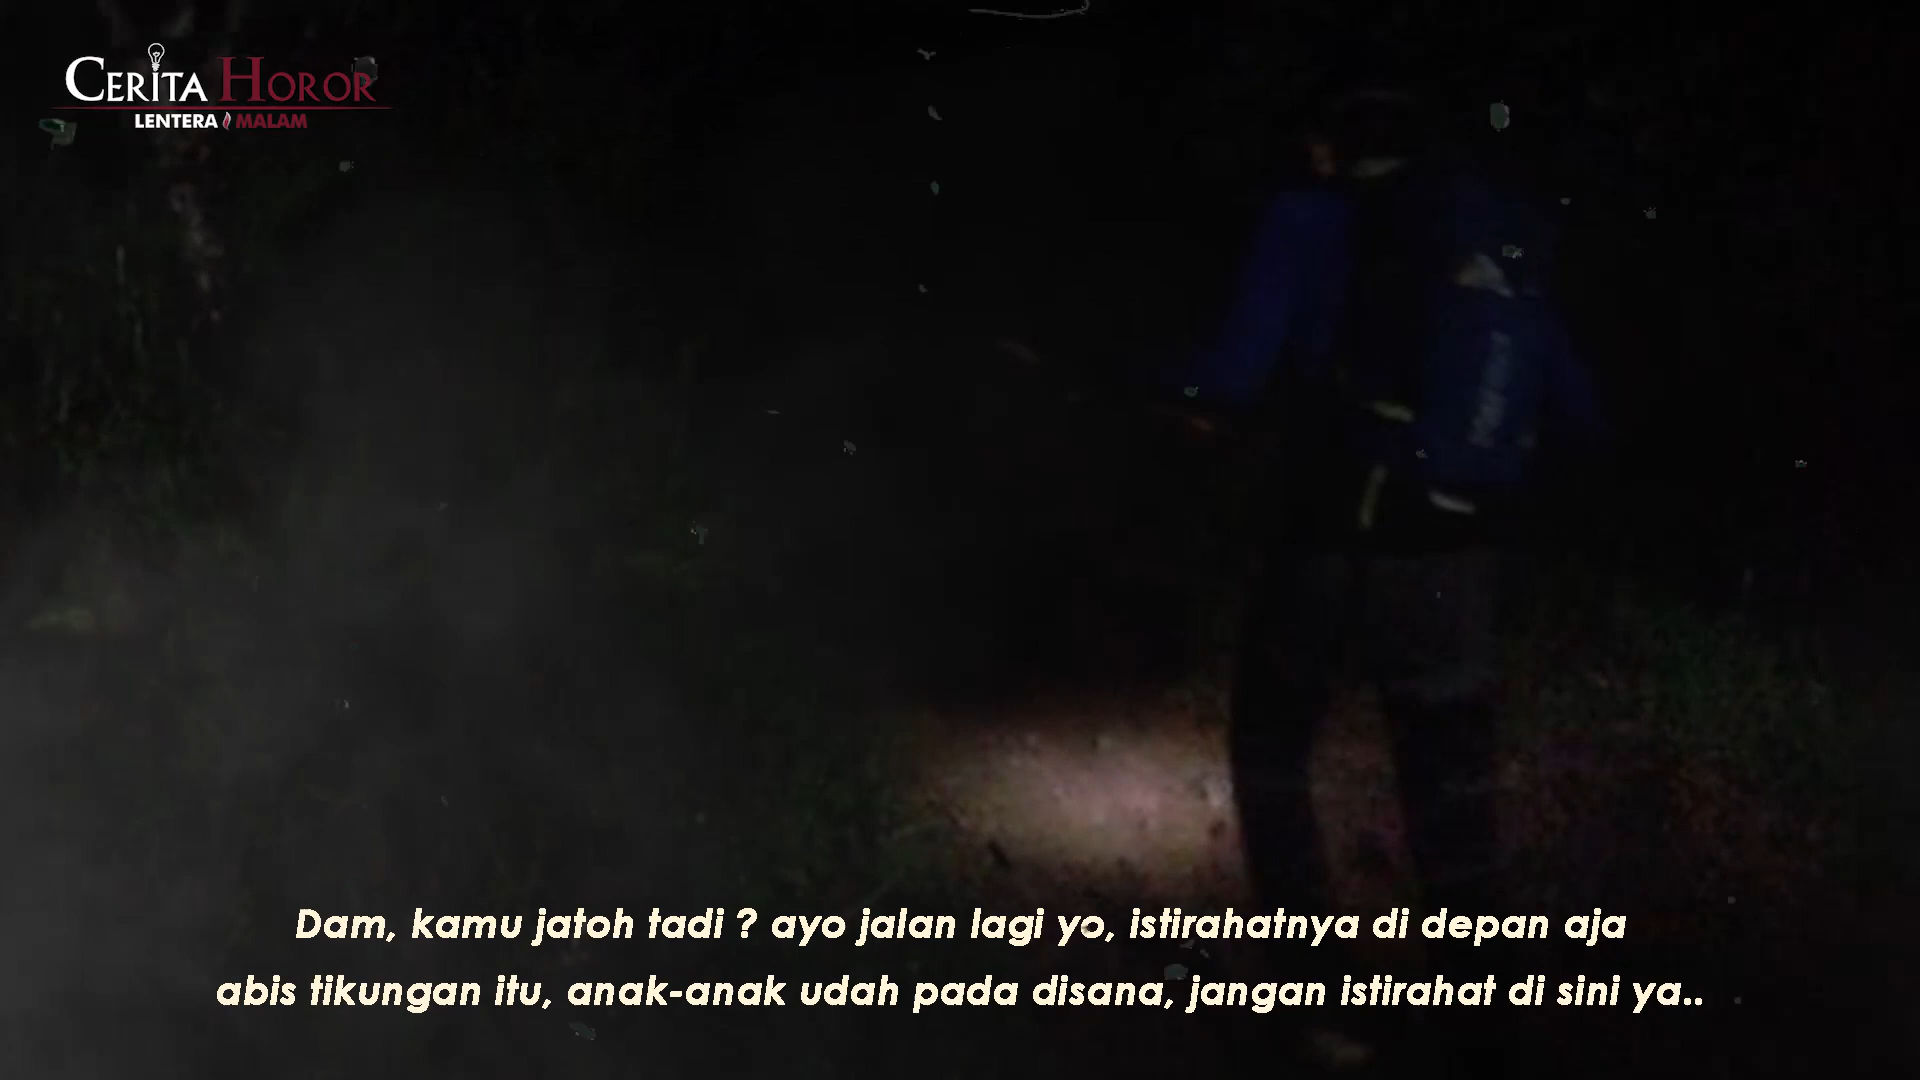 CERITA HOROR
LENTERA MALAM
Dam, kamu jatoh tadi ? ayo jalan lagi yo, istirahatnya di depan aja
abis tikungan itu, anak-anak udah pada disana, jangan istirahat di sini ya..